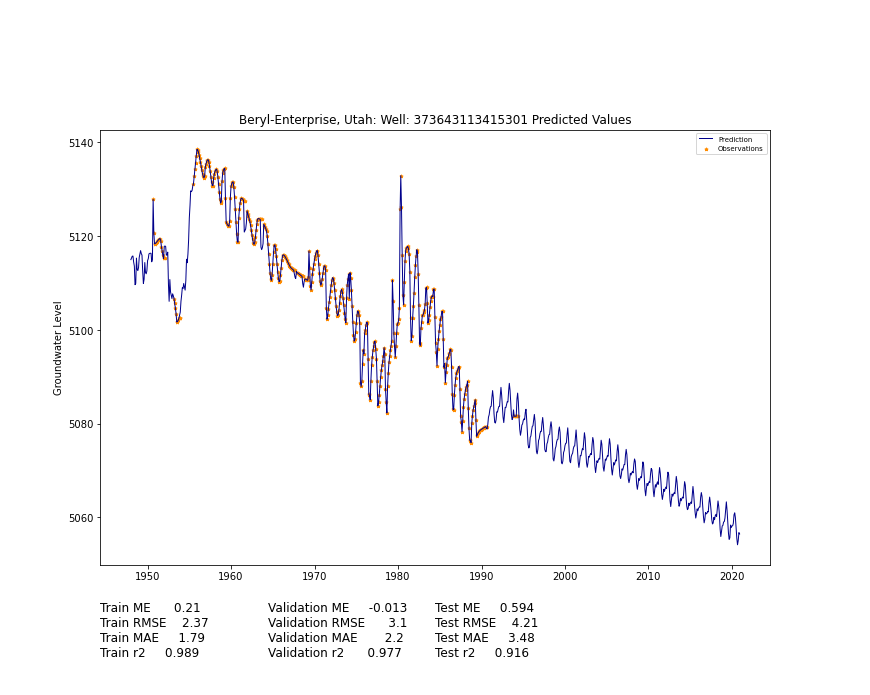 Beryl-Enterprise, Utah: Well: 373643113415301 Predicted Values
Prediction
Observations
Groundwater Level
5140
5120
5100
5080
5060
1950 1960 1970 1980 1990 2000 2010 2020
Train ME 0.21 Validation ME -0.013 Test ME 0.594
Train RMSE 2.37 Validation RMSE 3.1 Test RMSE 4.21
Train MAE 1.79 Validation MAE 2.2 Test MAE 3.48
Train r2 0.989 Validation r2 0.977 Test r2 0.916